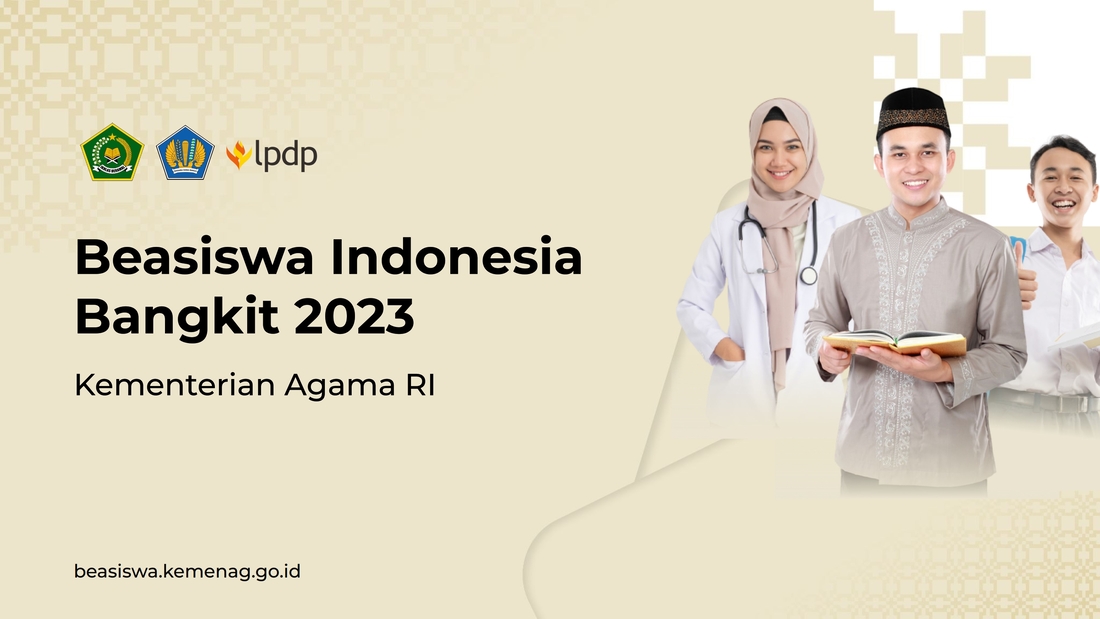 lpdp
Beasiswa Indonesia
Bangkit 2023
Kementerian Agama RI
beasiswa.kemenag.go.id